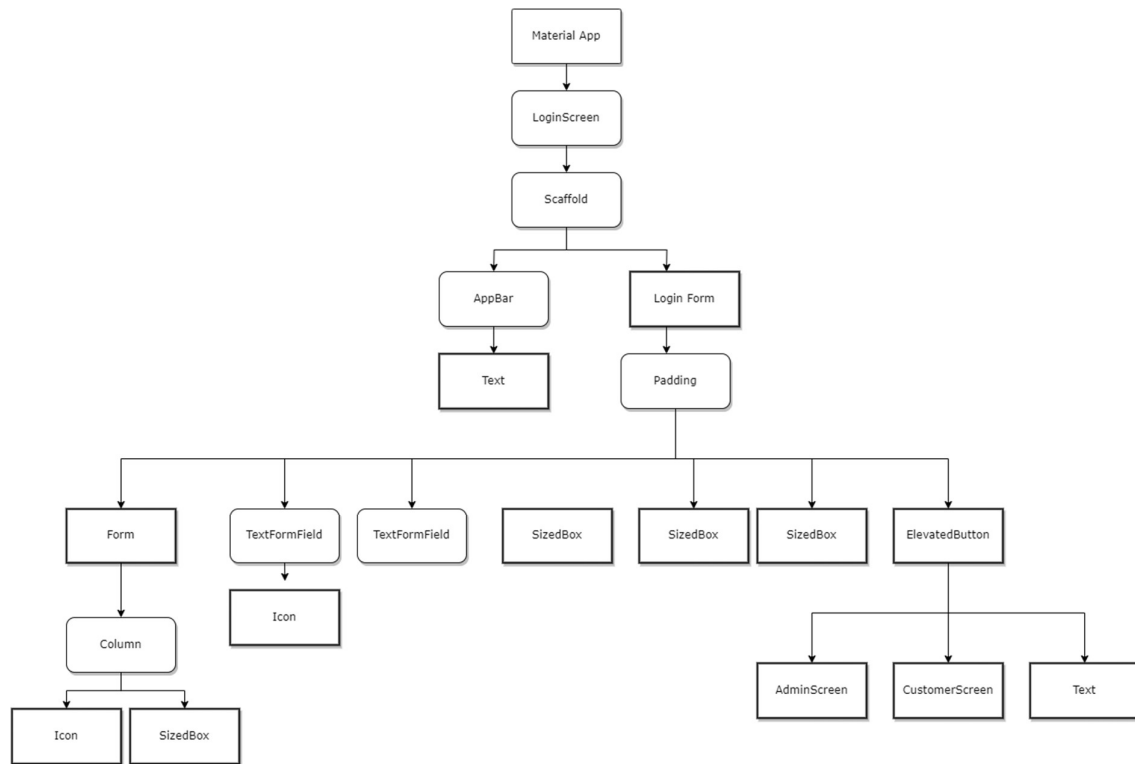 Material App
LoginScreen
Scaffold
AppBar
Login Form
Text
Padding
Form
TextFormField
TextFormField
SizedBox
SizedBox
SizedBox
ElevatedButton
Icon
Column
AdminScreen
CustomerScreen
Text
Icon
SizedBox